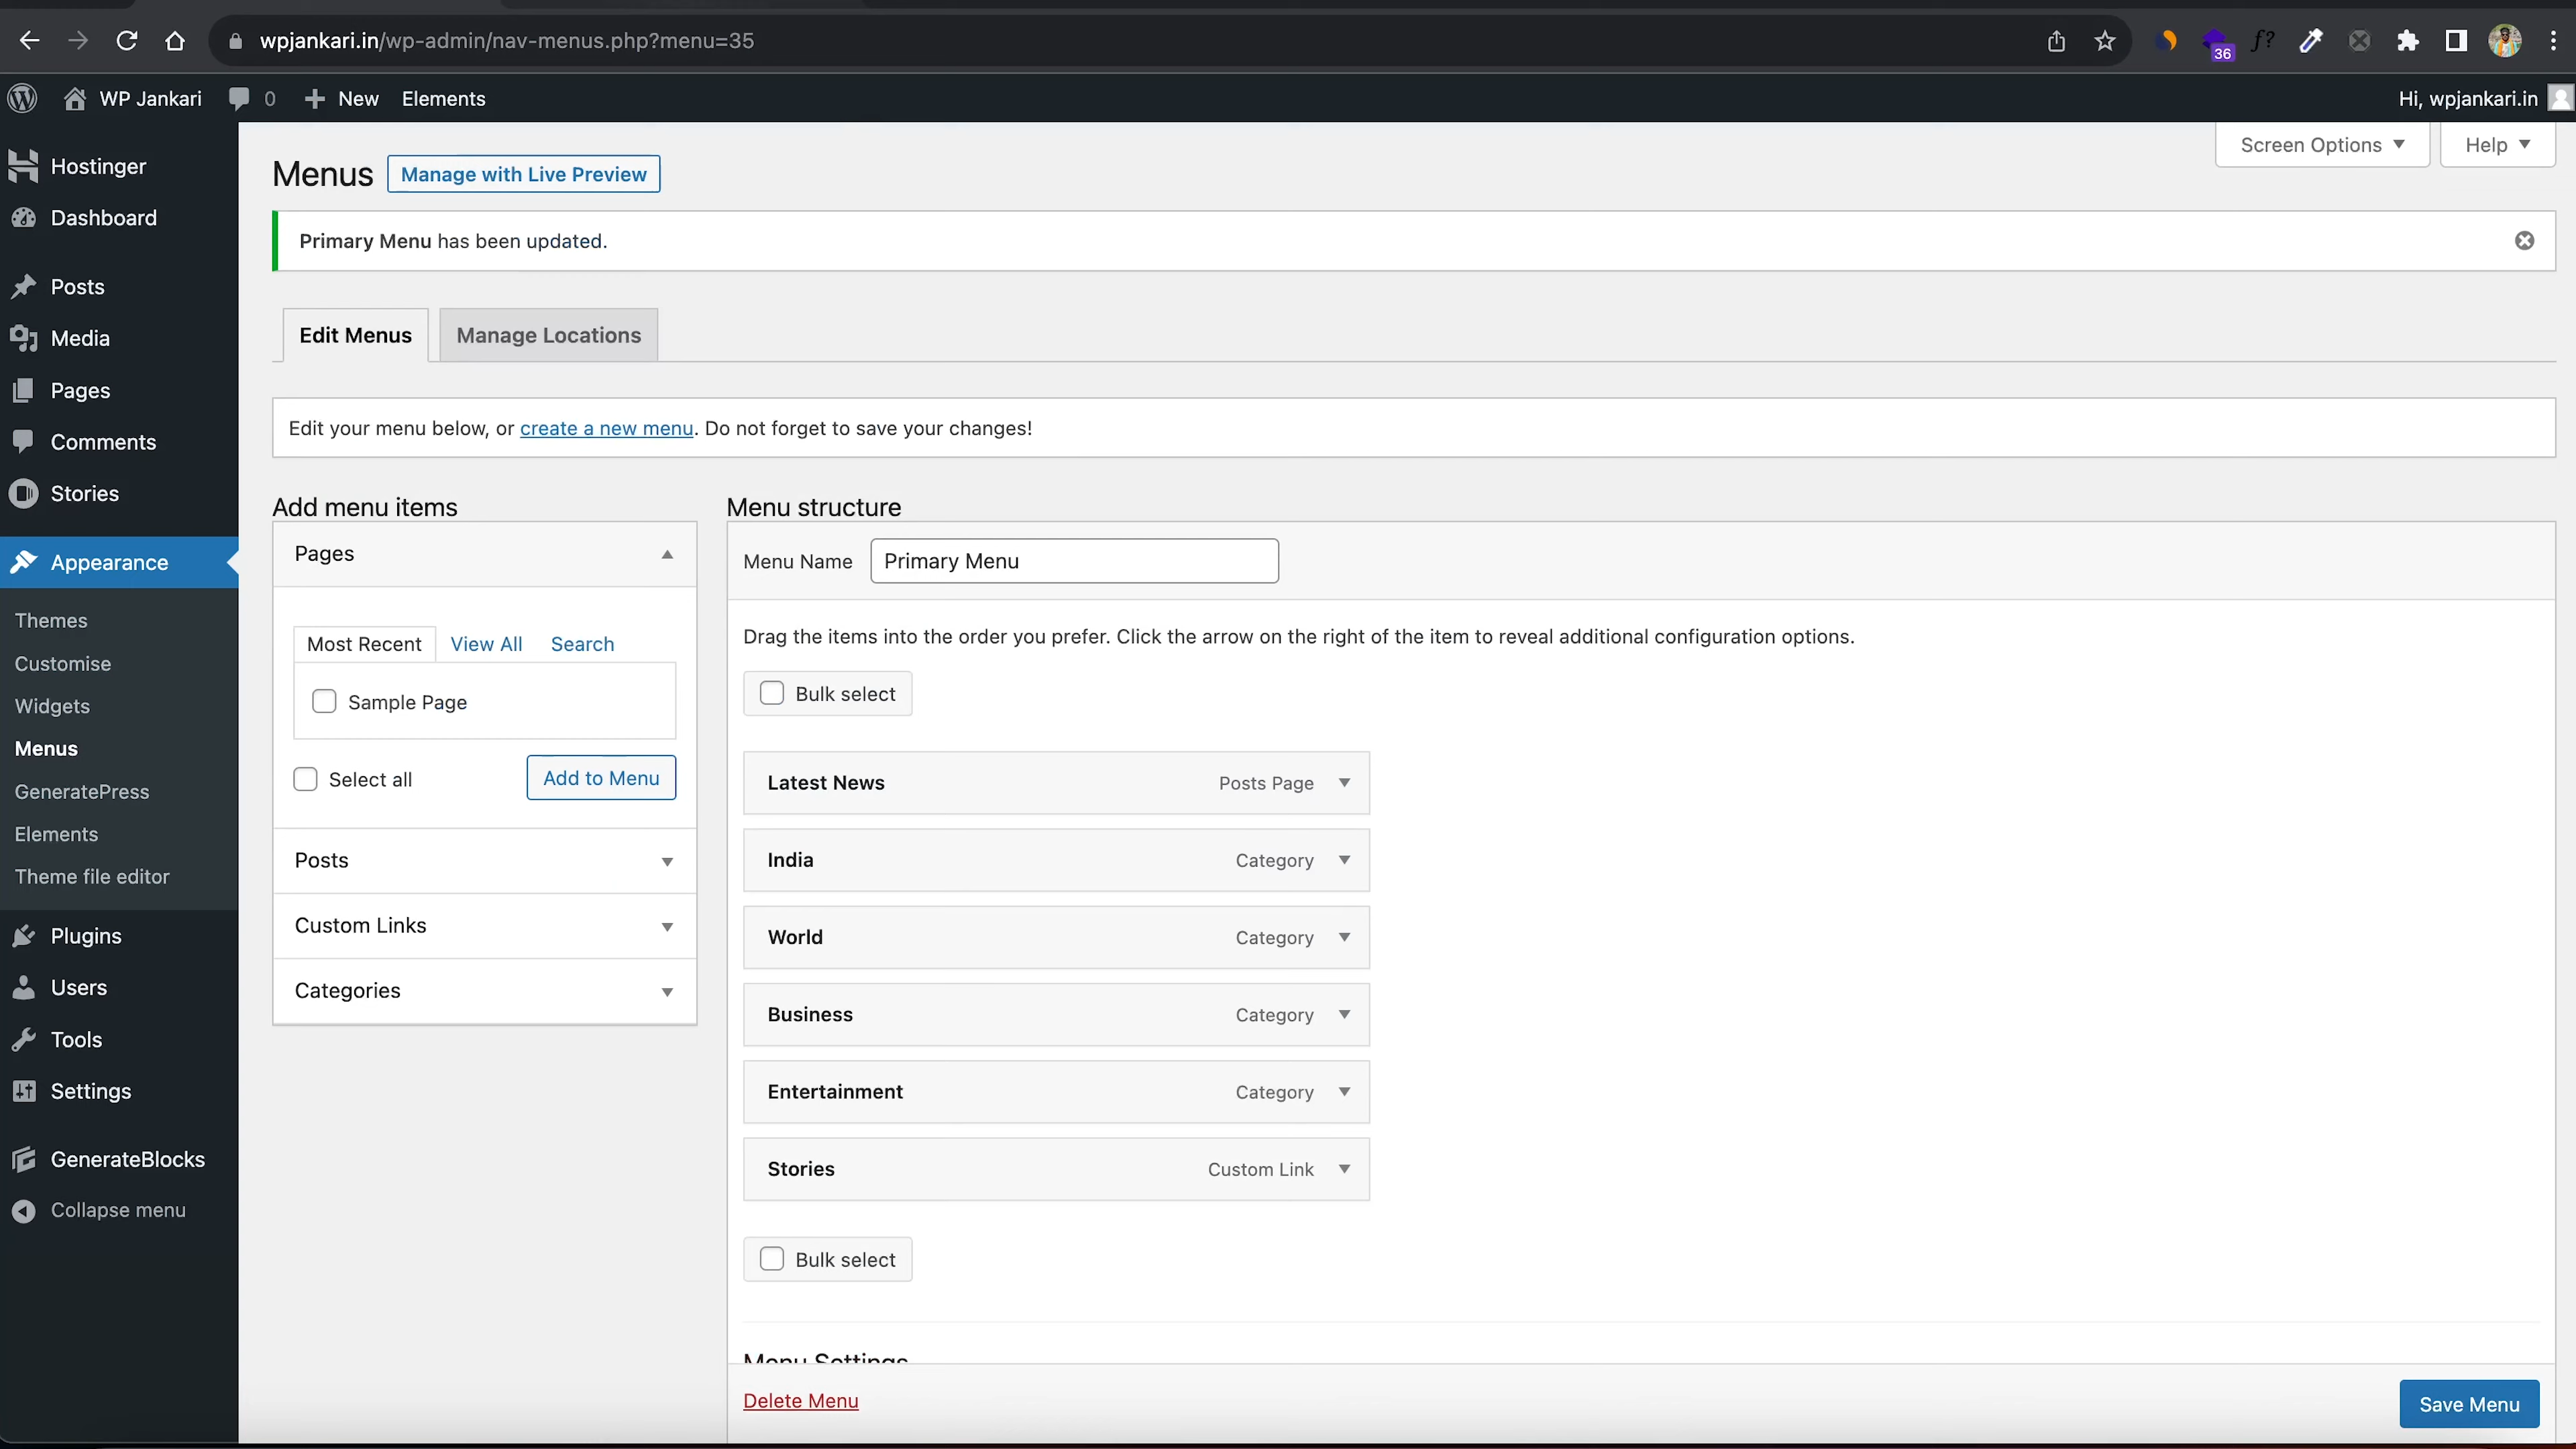 wpjankari.in/wp-admin/nav-menus.php?menu=35
36
f?
WP Jankari
0
New
Elements
Hi, wpjankari.in
Hostinger
Dashboard
Posts
Media
Pages
Comments
Stories
Appearance
Themes
Customise
Widgets
Menus
GeneratePress
Elements
Theme file editor
Plugins
Users
Tools
Settings
GenerateBlocks
Collapse menu
Screen Options
Help
Menus
Manage with Live Preview
Primary Menu has been updated.
Edit Menus
Manage Locations
Edit your menu below, or create a new menu. Do not forget to save your changes!
Add menu items
Pages
Most Recent
View All
Search
Sample Page
Select all
Add to Menu
Posts
Custom Links
Categories
Menu structure
Menu Name
Primary Menu
Drag the items into the order you prefer. Click the arrow on the right of the item to reveal additional configuration options.
Bulk select
Latest News
Posts Page
India
Category
World
Category
Business
Category
Entertainment
Category
Stories
Custom Link
Bulk select
Menu Settings
Delete Menu
Save Menu